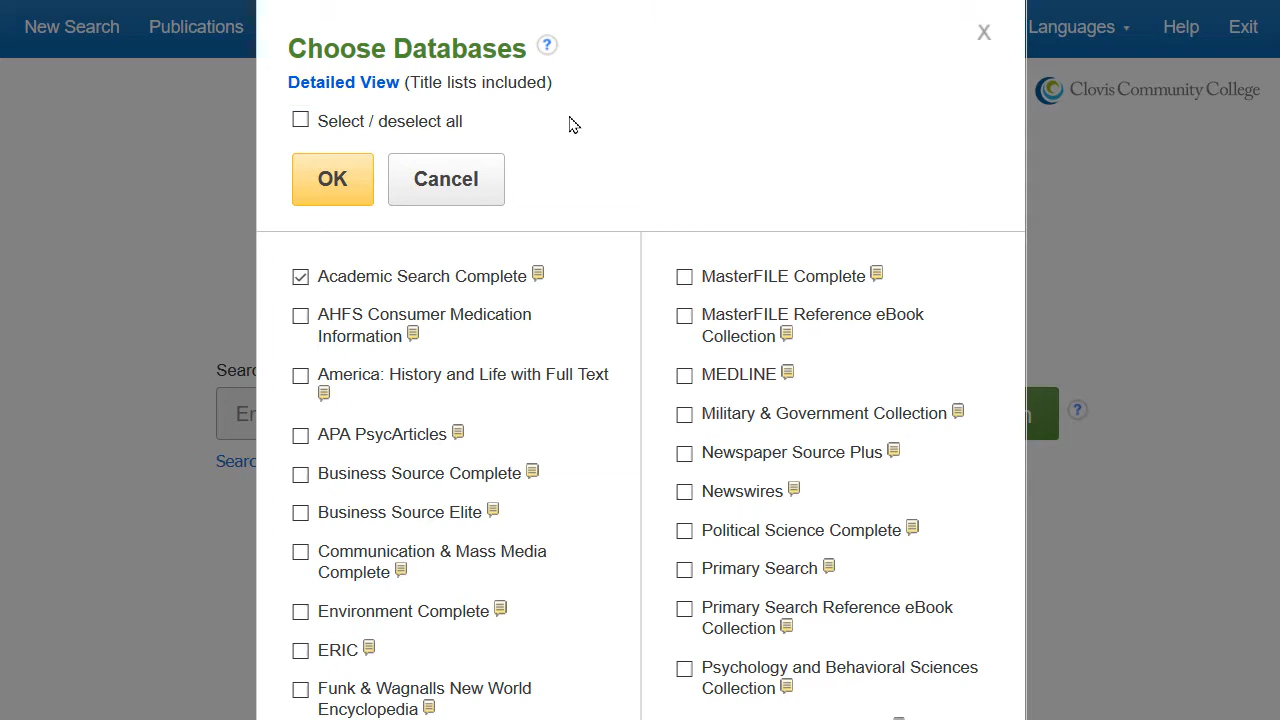 New Search Publications
Languages Help Exit
Clovis Community College
Choose Databases ?
X
Detailed View (Title lists included)
Select / deselect all
OK Cancel
Academic Search Complete
AHFS Consumer Medication
Information
America: History and Life with Full Text
APA PsycArticles
Business Source Complete
Business Source Elite
Communication & Mass Media
Complete
Environment Complete
ERIC
Funk & Wagnalls New World
Encyclopedia
MasterFILE Complete
MasterFILE Reference eBook
Collection
MEDLINE
Military & Government Collection
Newspaper Source Plus
Newswires
Political Science Complete
Primary Search
Primary Search Reference eBook
Collection
Psychology and Behavioral Sciences
Collection
?